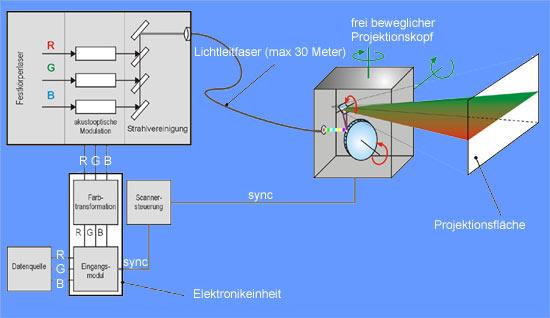 Festkörperlaser
R
G
B
akustooptische
Modulation
Strahlvereinigung
Lichtleitfaser (max 30 Meter)
frei beweglicher
Projektionskopf
Projektionsfläche
R G B
Farb-
transformation
R G B
Scanner-
steuerung
sync
Datenquelle
R
G
B
Eingangs-
modul
sync
Elektronikeinheit